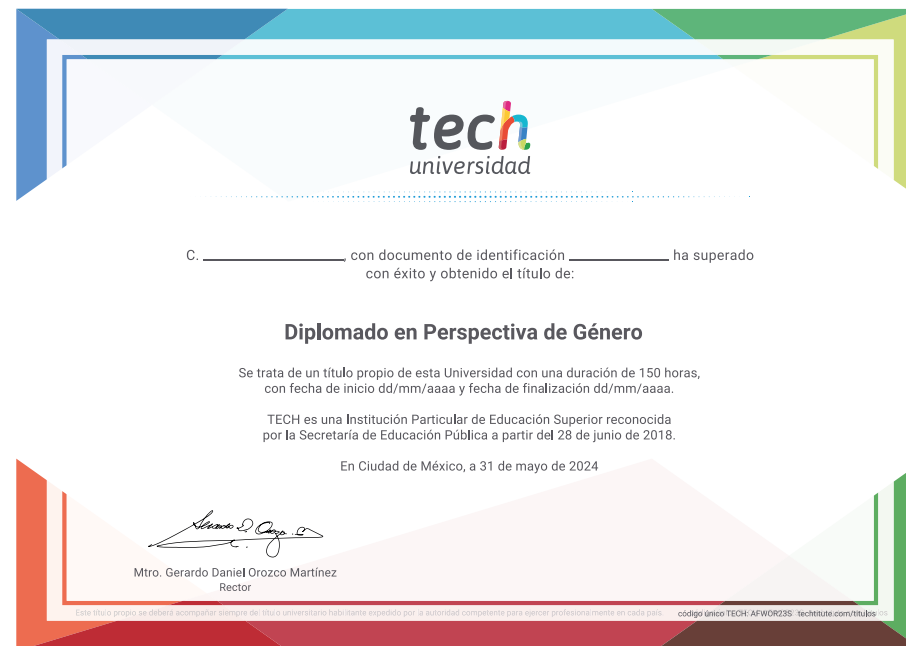 tech
universidad
C. ____________, con documento de identificación ____________ ha superado
con éxito y obtenido el título de:
Diplomado en Perspectiva de Género
Se trata de un título propio de esta Universidad con una duración de 150 horas,
con fecha de inicio dd/mm/aaaa y fecha de finalización dd/mm/aaaa.
TECH es una Institución Particular de Educación Superior reconocida
por la Secretaría de Educación Pública a partir del 28 de junio de 2018.
En Ciudad de México, a 31 de mayo de 2024
Mtro. Gerardo Daniel Orozco Martínez
Rector
Este título propio se deberá acompañar siempre del título universitario habilitante expedido por la autoridad competente para ejercer profesionalmente en cada país. código único TECH: AFWOR23S techtitute.com/titulos